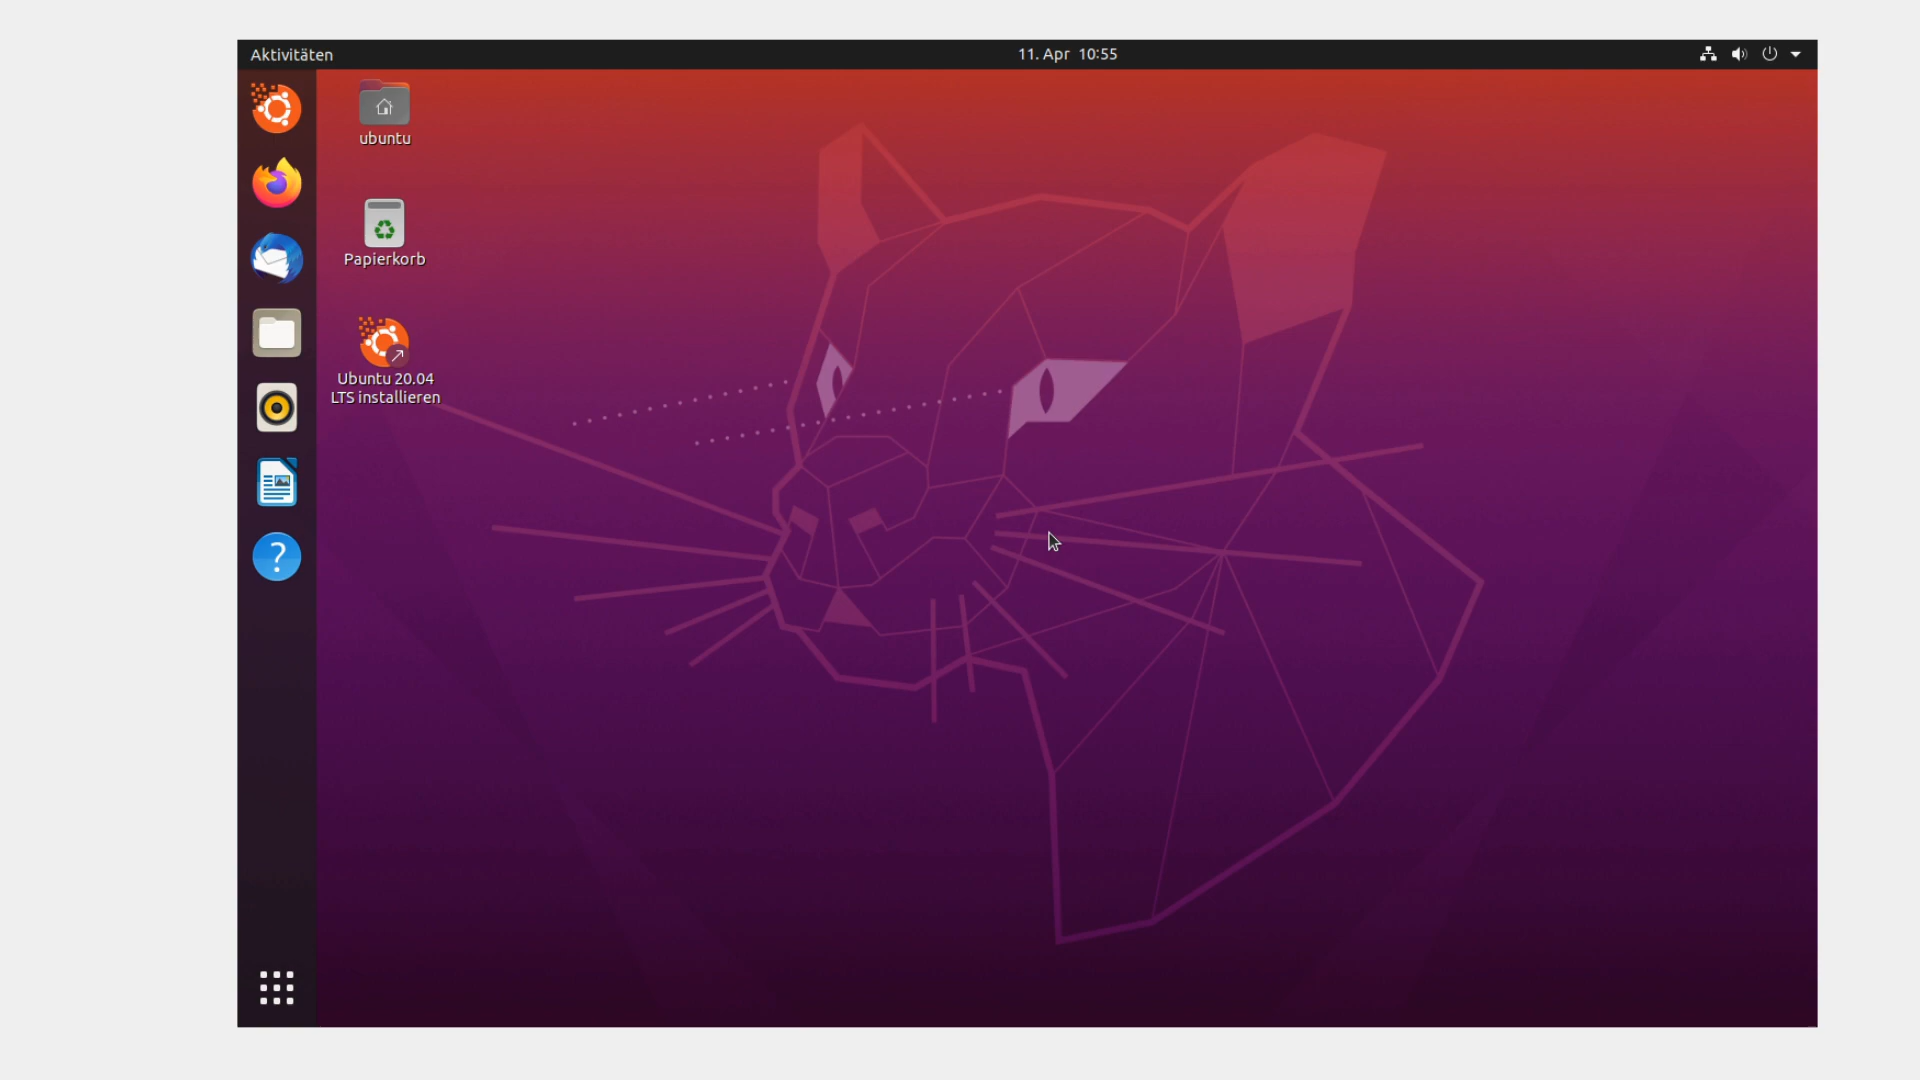 Aktivitäten
11. Apr 10:55
ubuntu
Papierkorb
Ubuntu 20.04
LTS installieren
?